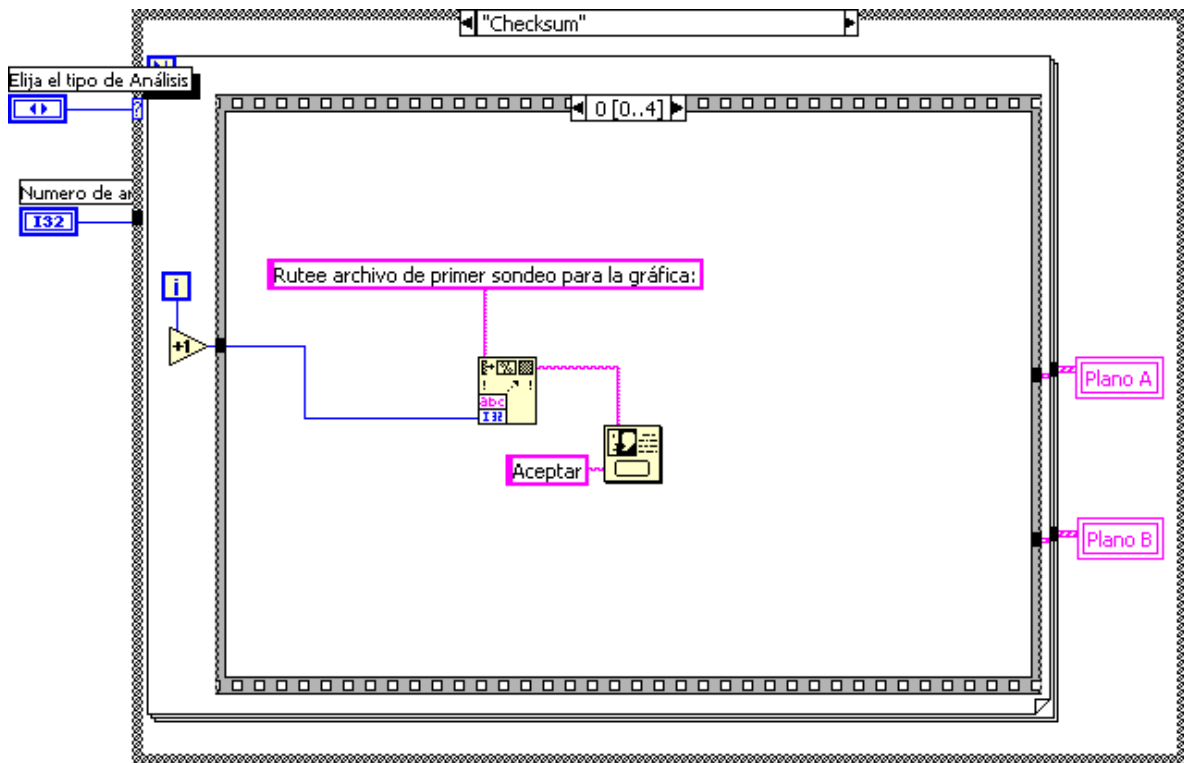 "Checksum"
Elija el tipo de Análisis
?
0 [0..4]
Numero de
I32
Rutee archivo de primer sondeo para la gráfica:
i
+1
abc
I32
Plano A
Aceptar
Plano B